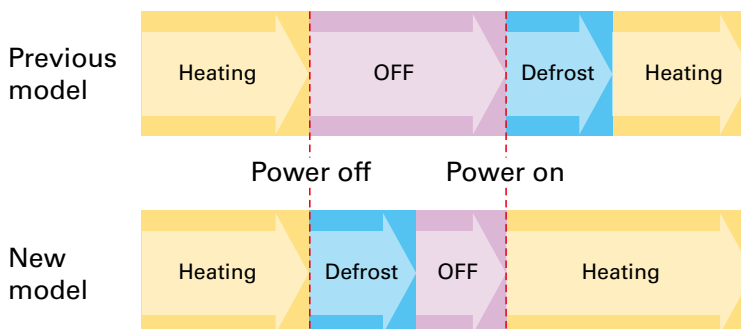 Previous
model
Heating
OFF
Defrost
Heating
Power off
Power on
New
model
Heating
Defrost
OFF
Heating